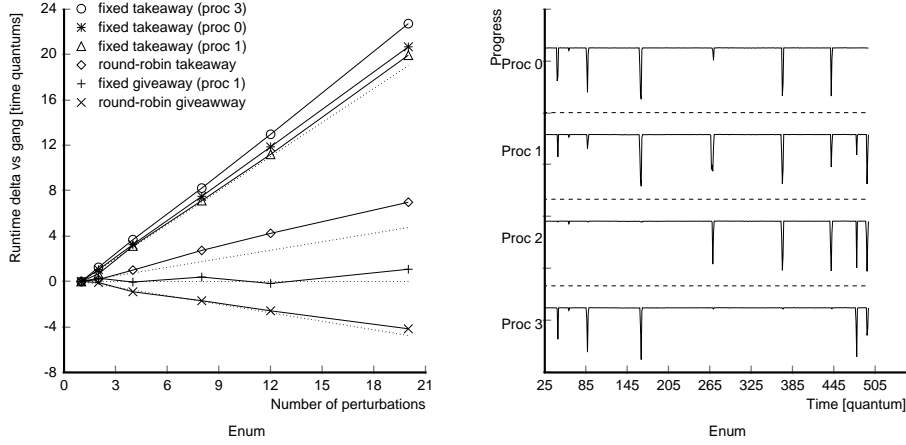 Runtime delta vs gang [time quantums]
24
20
16
12
8
4
0
-4
-8
fixed takeaway (proc 3)
fixed takeaway (proc 0)
fixed takeaway (proc 1)
round-robin takeaway
fixed giveaway (proc 1)
round-robin giveawway
0 3 6 9 12 15 18 21
Number of perturbations
Enum
Progress
Proc 0
Proc 1
Proc 2
Proc 3
25 85 145 205 265 325 385 445 505
Time [quantum]
Enum